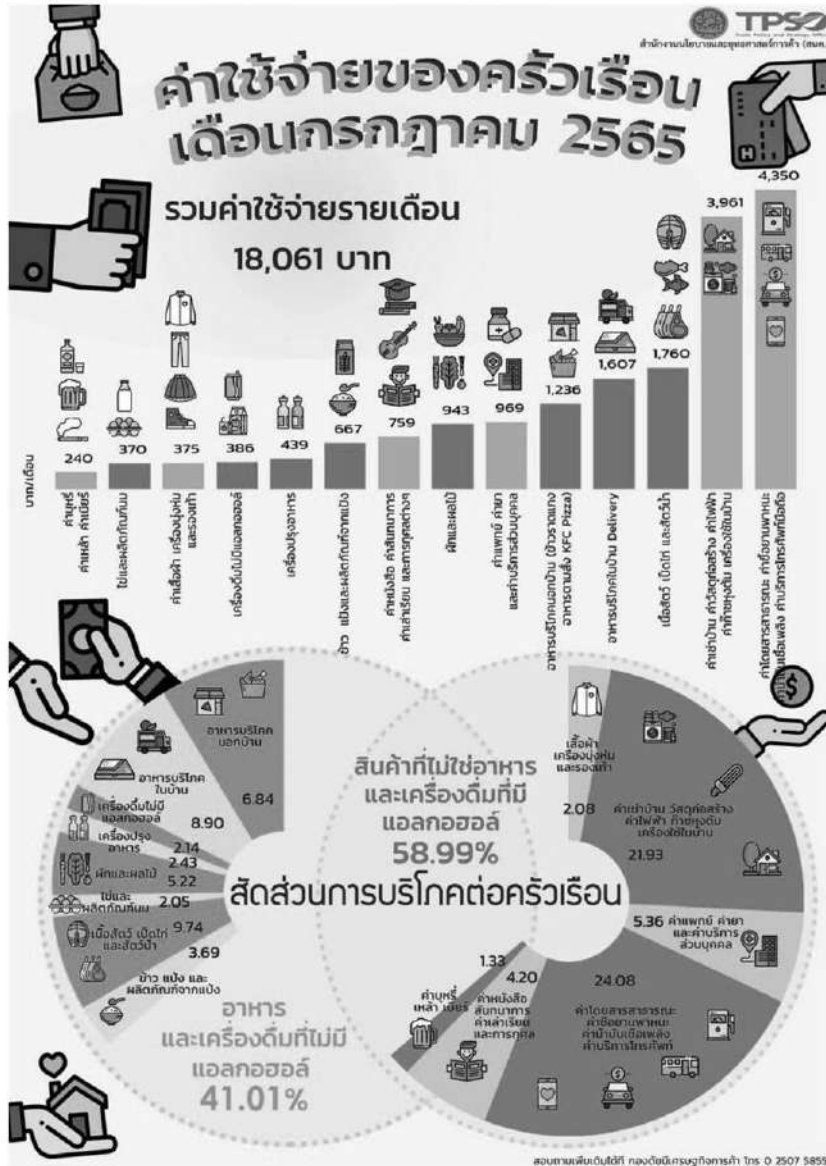 TPSO
Trade Policy and Strategy Office
สำนักงานนโยบายและยุทธศาสตร์การค้า (สนค.)
ค่าใช้จ่ายของครัวเรือน
เดือนกรกฎาคม 2565
รวมค่าใช้จ่ายรายเดือน
18,061 บาท
บาท/เดือน
240
370
375
386
439
667
759
943
969
1,236
1,607
1,760
3,961
4,350
ค่าบุหรี่
ค่าเหล้า ค่าเบียร์
ไข่และผลิตภัณฑ์นม
ค่าเสื้อผ้า เครื่องนุ่งห่ม
และรองเท้า
เครื่องดื่มไม่มีแอลกอฮอล์
เครื่องปรุงอาหาร
ข้าว แป้งและผลิตภัณฑ์จากแป้ง
ค่าหนังสือ ค่าสันทนาการ
ค่าเล่าเรียน และการกุศลต่างๆ
ผักและผลไม้
ค่าแพทย์ ค่ายา
และค่าบริการส่วนบุคคล
อาหารบริโภคนอกบ้าน (ข้าวราดแกง
อาหารตามสั่ง KFC Pizza)
อาหารบริโภคในบ้าน Delivery
เนื้อสัตว์ เป็ดไก่ และสัตว์น้ำ
ค่าเช่าบ้าน ค่าวัสดุก่อสร้าง ค่าไฟฟ้า
ค่าก๊าซหุงต้ม เครื่องใช้ในบ้าน
ค่าโดยสารสาธารณะ ค่าซื้อยานพาหนะ
ค่าน้ำมันเชื้อเพลิง ค่าบริการโทรศัพท์มือถือ
สัดส่วนการบริโภคต่อครัวเรือน
อาหารบริโภค
นอกบ้าน
6.84
อาหารบริโภค
ในบ้าน
8.90
เครื่องดื่มไม่มี
แอลกอฮอล์
2.14
เครื่องปรุง
อาหาร
2.43
ผักและผลไม้
5.22
ไข่และ
ผลิตภัณฑ์นม
2.05
เนื้อสัตว์ เป็ดไก่
และสัตว์น้ำ
9.74
ข้าว แป้ง และ
ผลิตภัณฑ์จากแป้ง
3.69
อาหาร
และเครื่องดื่มที่ไม่มี
แอลกอฮอล์
41.01%
สินค้าที่ไม่ใช่อาหาร
และเครื่องดื่มที่มี
แอลกอฮอล์
58.99%
เสื้อผ้า
เครื่องนุ่งห่ม
และรองเท้า
2.08
ค่าเช่าบ้าน วัสดุก่อสร้าง
ค่าไฟฟ้า ก๊าซหุงต้ม
เครื่องใช้ในบ้าน
21.93
5.36 ค่าแพทย์ ค่ายา
และค่าบริการ
ส่วนบุคคล
24.08
ค่าโดยสารสาธารณะ
ค่าซื้อยานพาหนะ
ค่าน้ำมันเชื้อเพลิง
ค่าบริการโทรศัพท์
4.20
ค่าหนังสือ
สันทนาการ
ค่าเล่าเรียน
และการกุศล
1.33
ค่าบุหรี่
เหล้า เบียร์
สอบถามเพิ่มเติมได้ที่ กองดัชนีเศรษฐกิจการค้า โทร 0 2507 5855